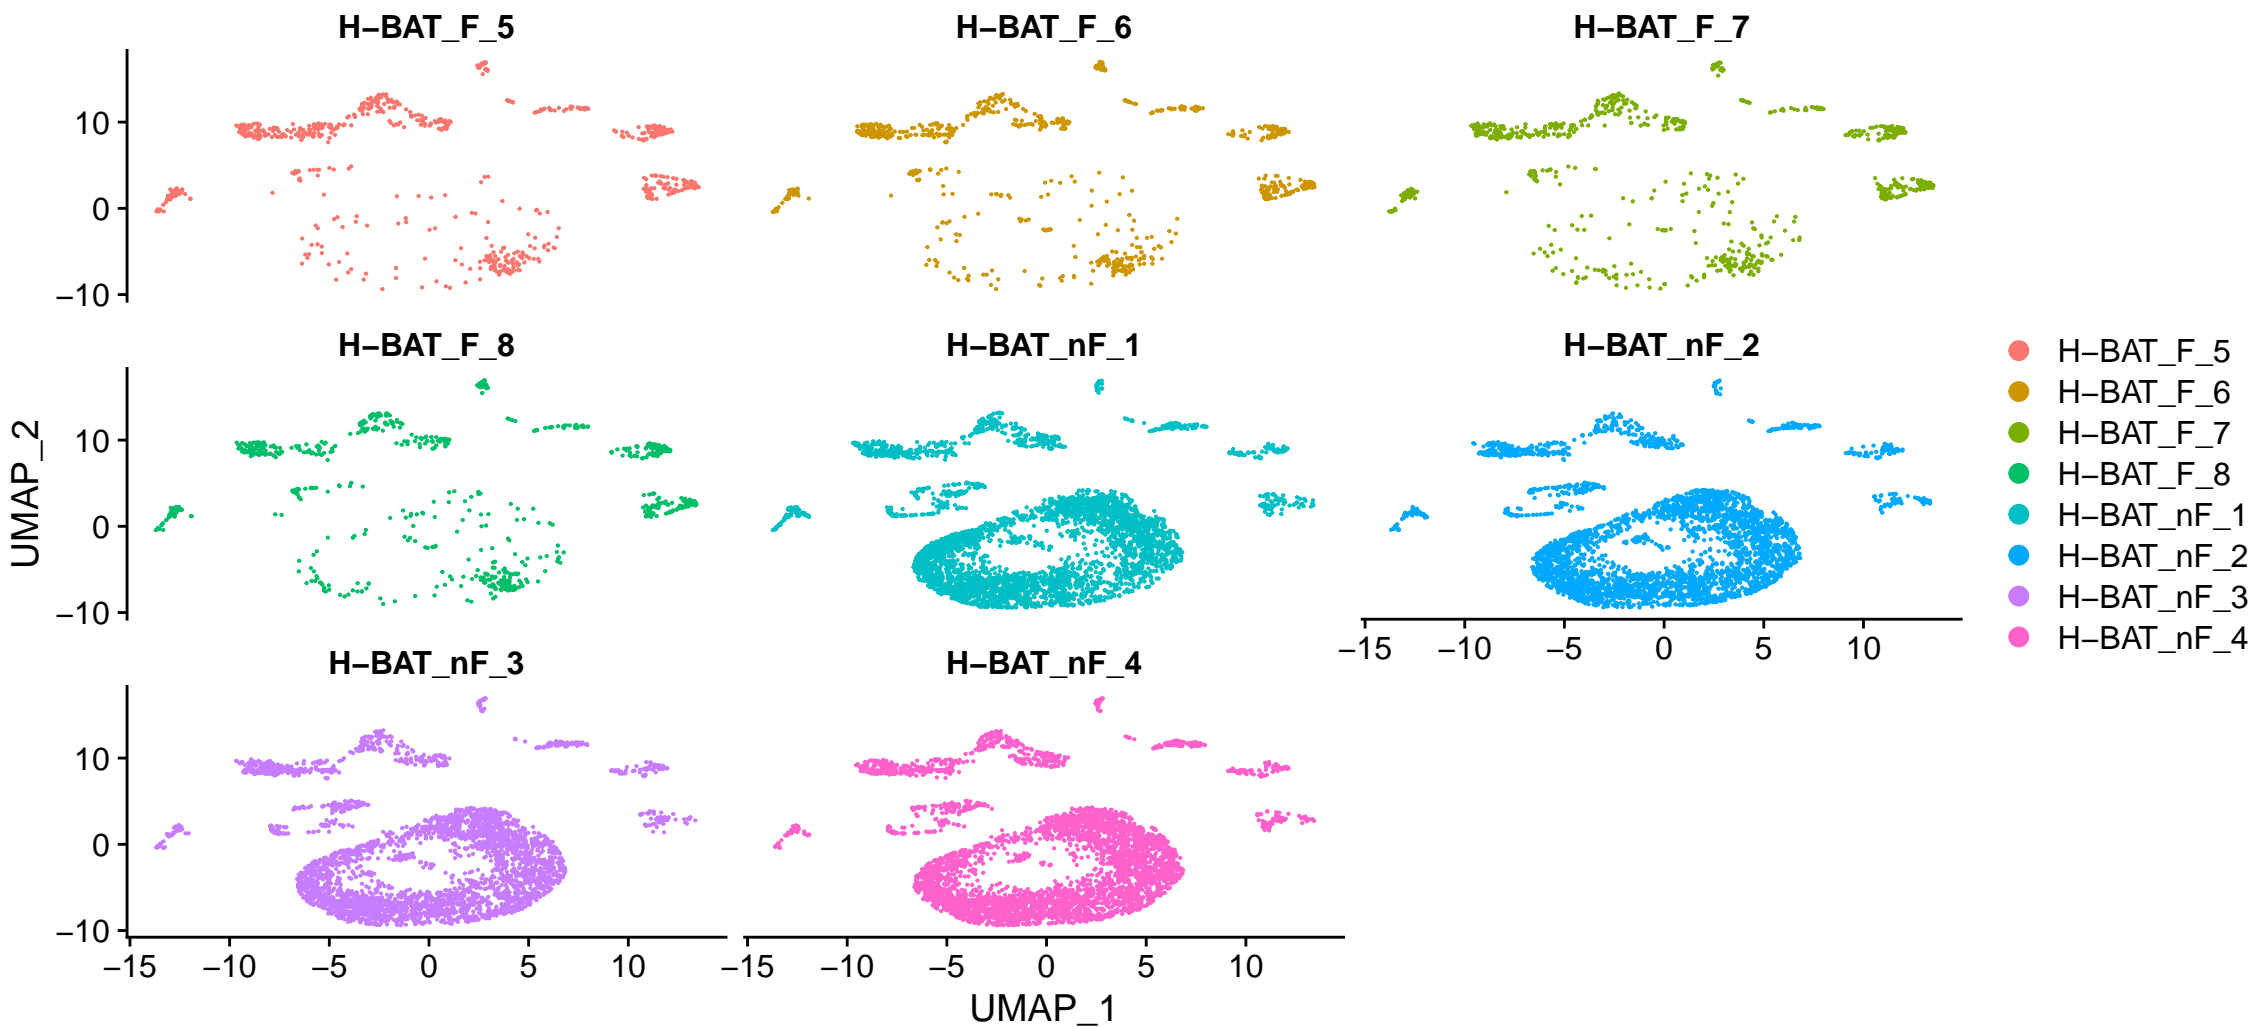 H−BAT_F_5 H−BAT_F_6 H−BAT_F_7
10
0
−10
H−BAT_F_8 H−BAT_nF_1 H−BAT_nF_2
10
0
−10
−15 −10 −5 0 5 10
H−BAT_nF_3 H−BAT_nF_4
10
0
−10
−15 −10 −5 0 5 10 −15 −10 −5 0 5 10
UMAP_1
UMAP_2
H−BAT_F_5
H−BAT_F_6
H−BAT_F_7
H−BAT_F_8
H−BAT_nF_1
H−BAT_nF_2
H−BAT_nF_3
H−BAT_nF_4